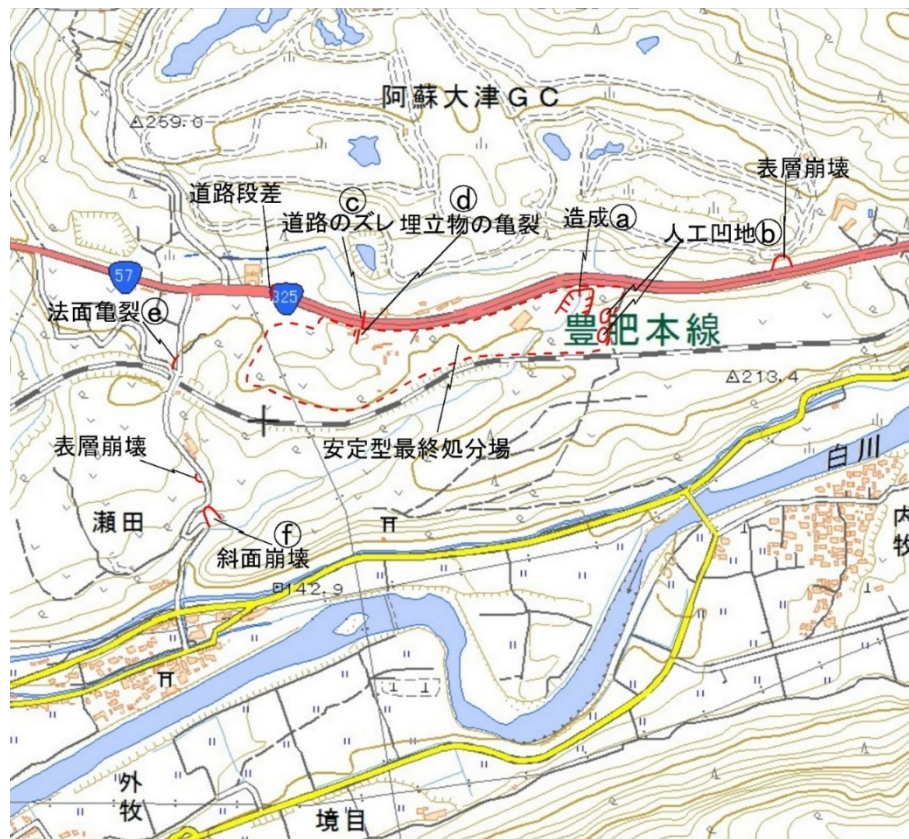 阿蘇大津GC
259.0
表層崩壊
道路段差
ⓒ
道路のズレ
ⓓ
埋立物の亀裂
造成ⓐ
人工凹地ⓑ
57
325
法面亀裂ⓔ
豊肥本線
213.4
安定型最終処分場
表層崩壊
白川
瀬田
ⓕ
斜面崩壊
内牧
142.9
外牧
境目